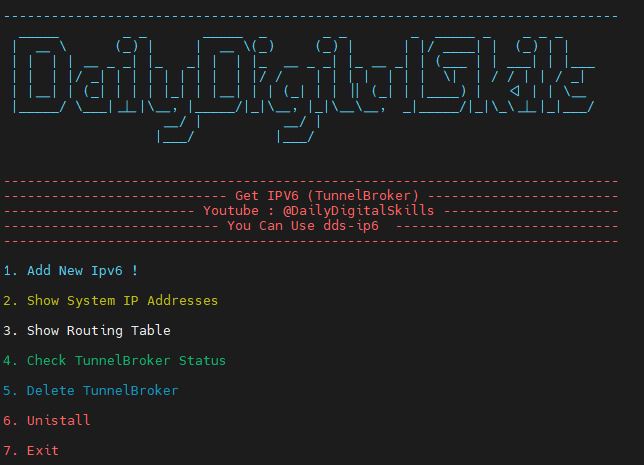 DailyDigitalSkills
Get IPV6 (TunnelBroker)
Youtube : @DailyDigitalSkills
You Can Use dds-ip6
1. Add New Ipv6 !
2. Show System IP Addresses
3. Show Routing Table
4. Check TunnelBroker Status
5. Delete TunnelBroker
6. Unistall
7. Exit